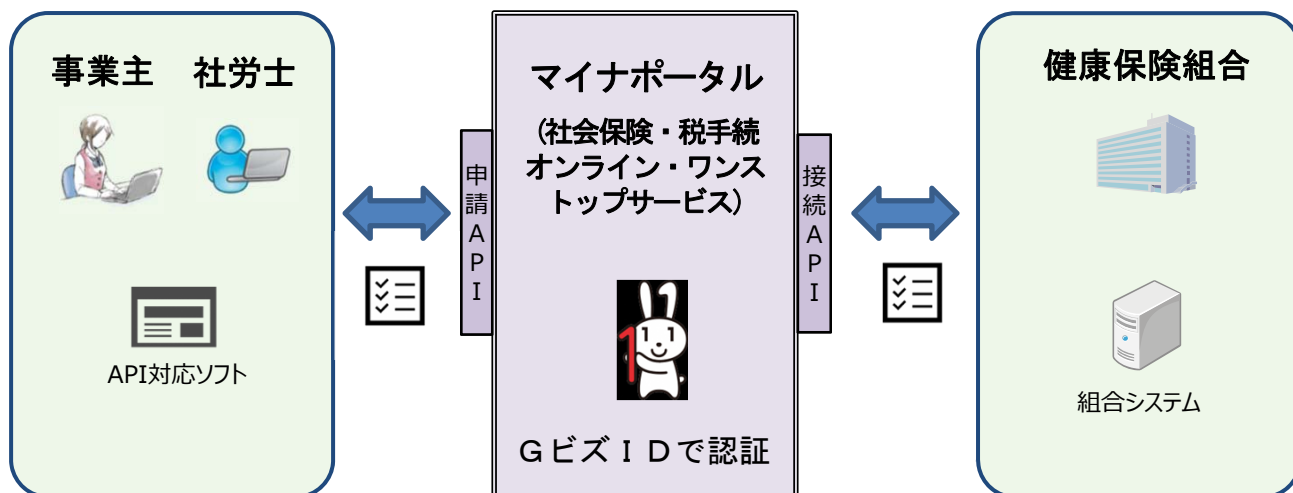 事業主 社労士
API対応ソフト
申請API
マイナポータル
(社会保険・税手続
オンライン・ワンス
トップサービス)
1
GビズIDで認証
接続API
健康保険組合
組合システム